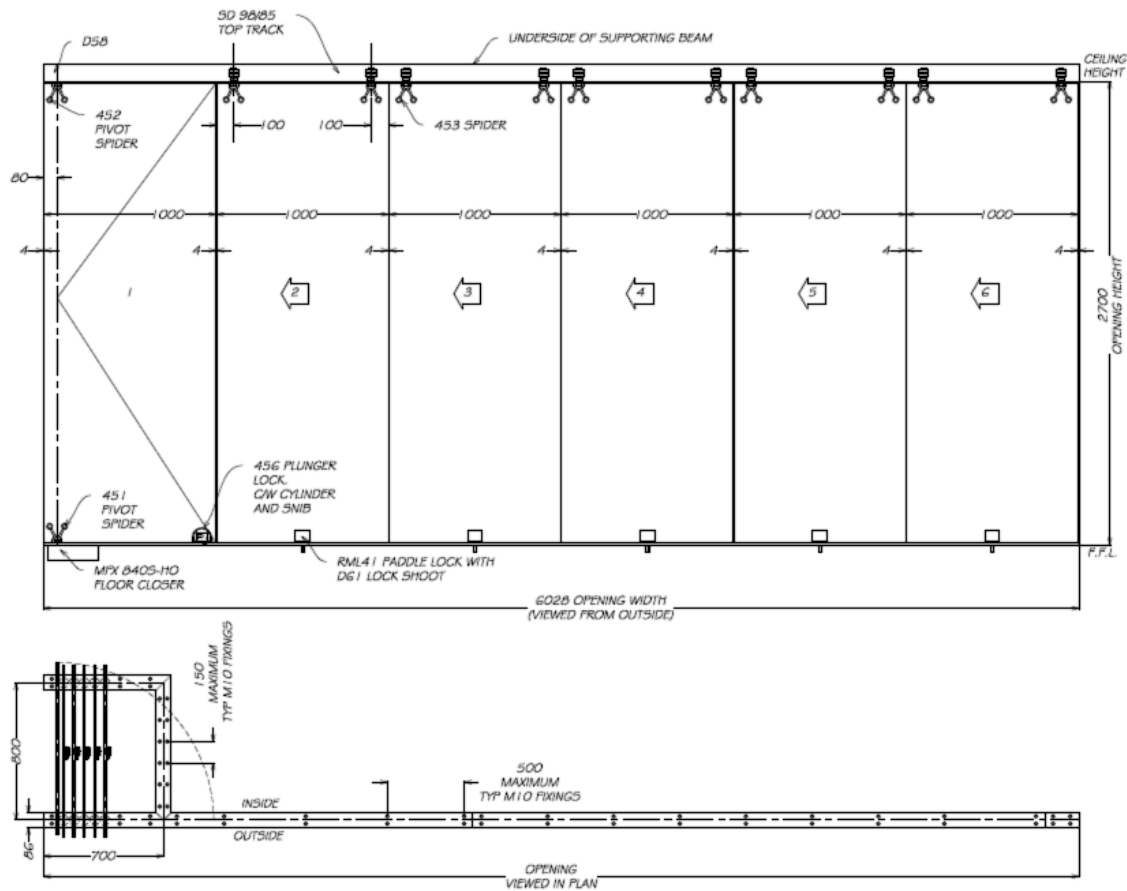 SD 98/85
TOP TRACK
D58
UNDERSIDE OF SUPPORTING BEAM
CEILING
HEIGHT
452
PIVOT
SPIDER
100
100
453 SPIDER
80
1000
1000
1000
1000
1000
1000
4
4
4
4
4
4
4
1
2
3
4
5
6
2700
OPENING HEIGHT
451
PIVOT
SPIDER
456 PLUNGER
LOCK.
C/W CYLINDER
AND SNIB
MPX 840S-HO
FLOOR CLOSER
RML41 PADDLE LOCK WITH
DG1 LOCK SHOOT
F.F.L.
6028 OPENING WIDTH
(VIEWED FROM OUTSIDE)
150
MAXIMUM
TYP M10 FIXINGS
800
500
MAXIMUM
TYP M10 FIXINGS
INSIDE
OUTSIDE
86
700
OPENING
VIEWED IN PLAN